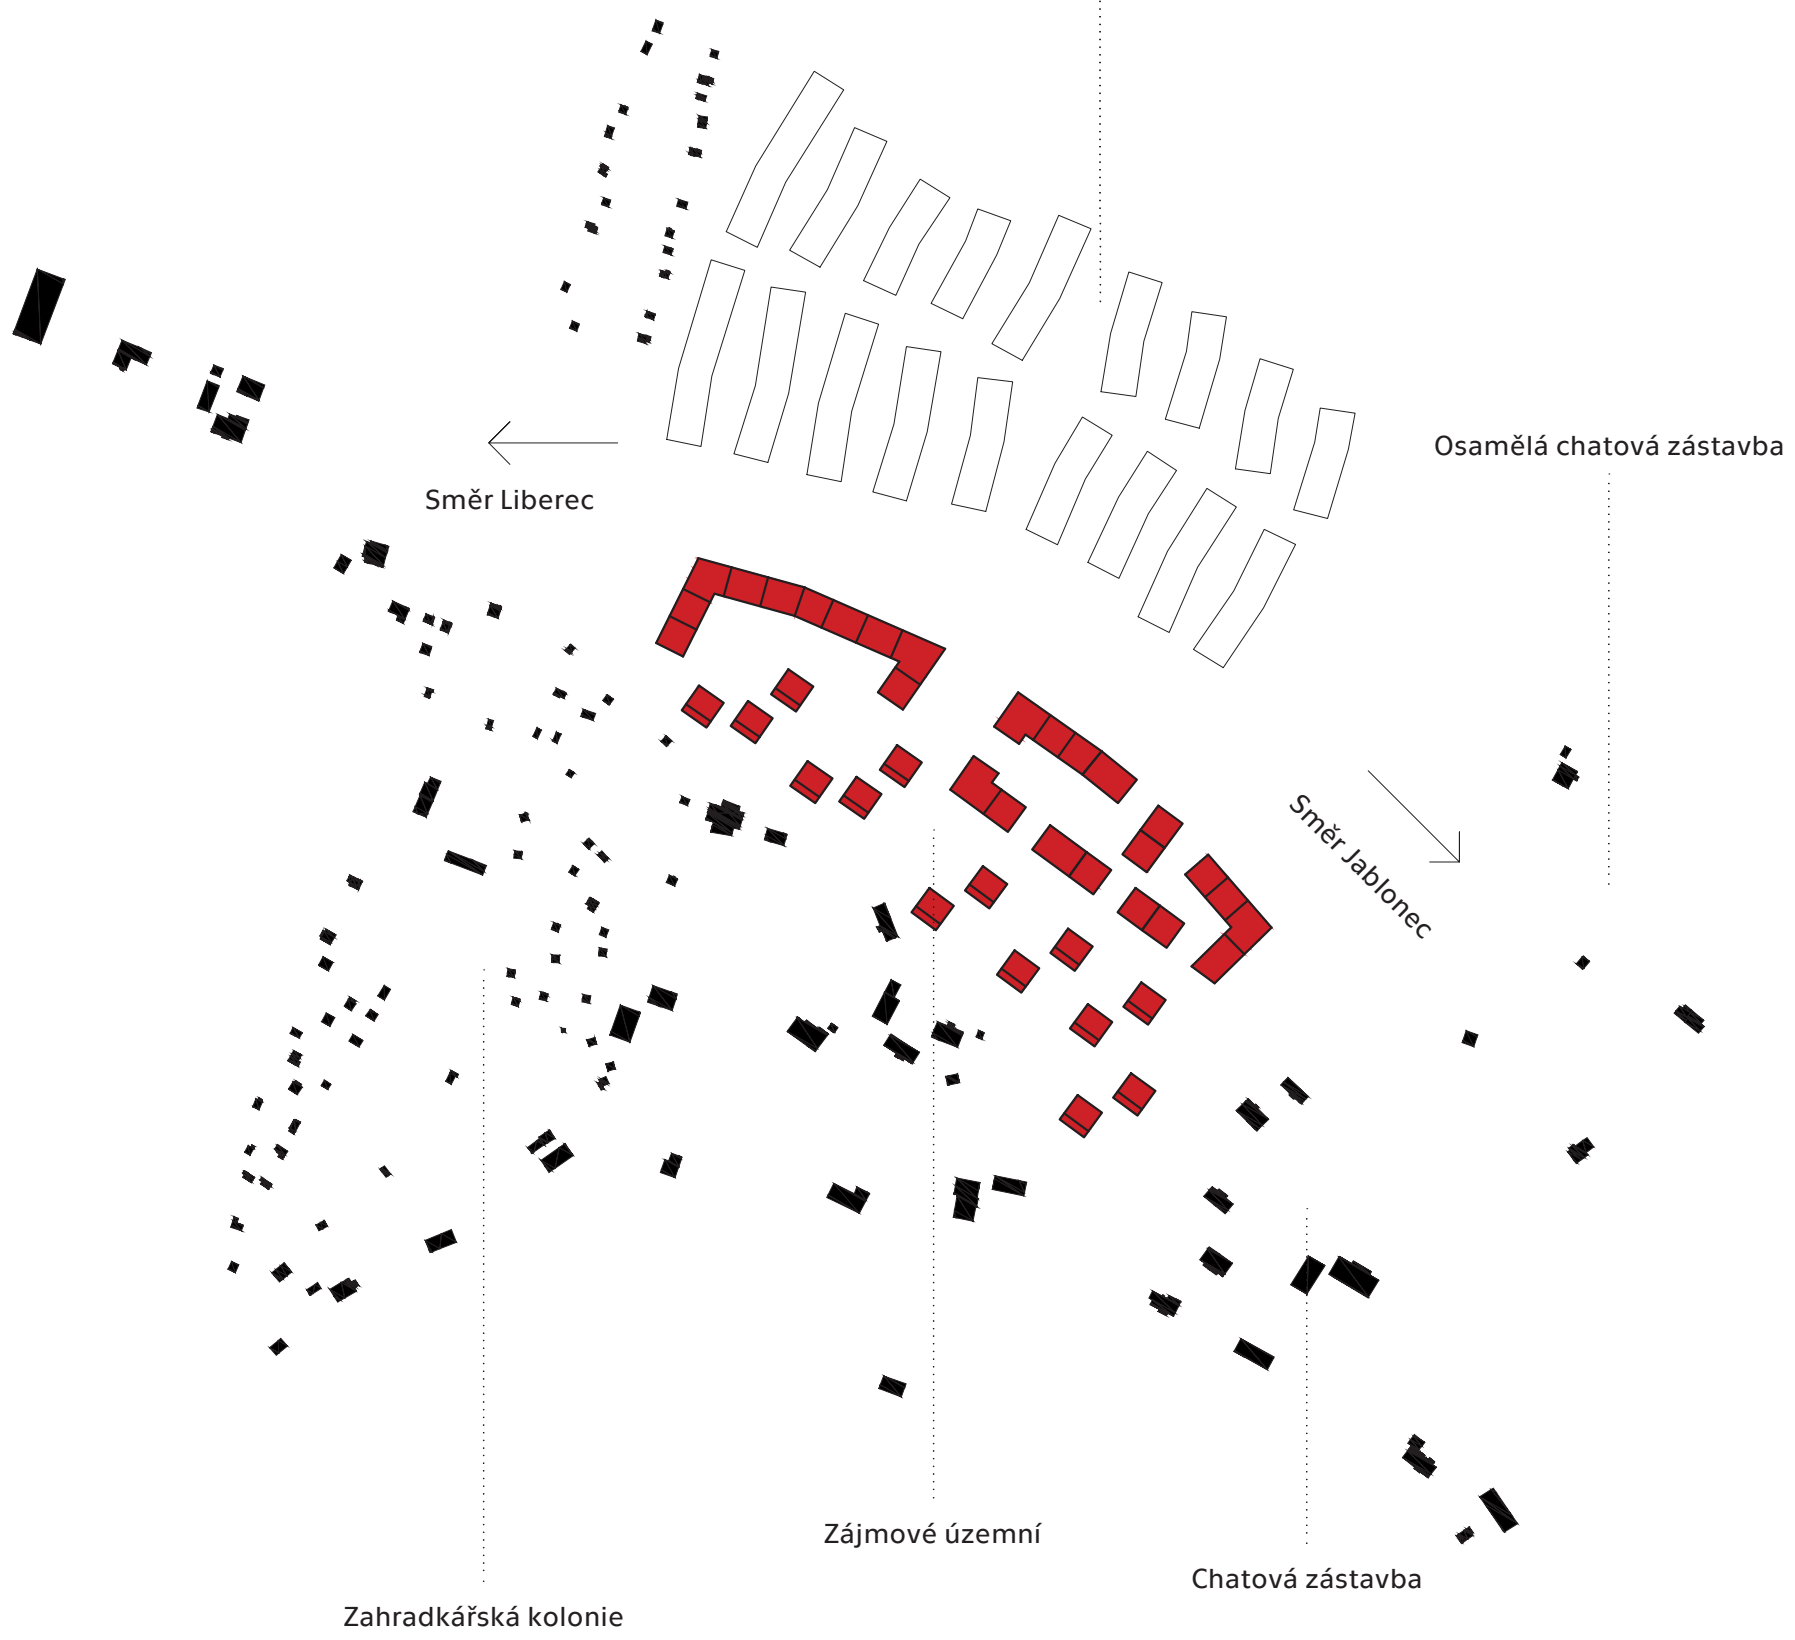 Osamělá chatová zástavba
Směr Liberec
Směr Jablonec
Zájmové územní
Chatová zástavba
Zahradkářská kolonie